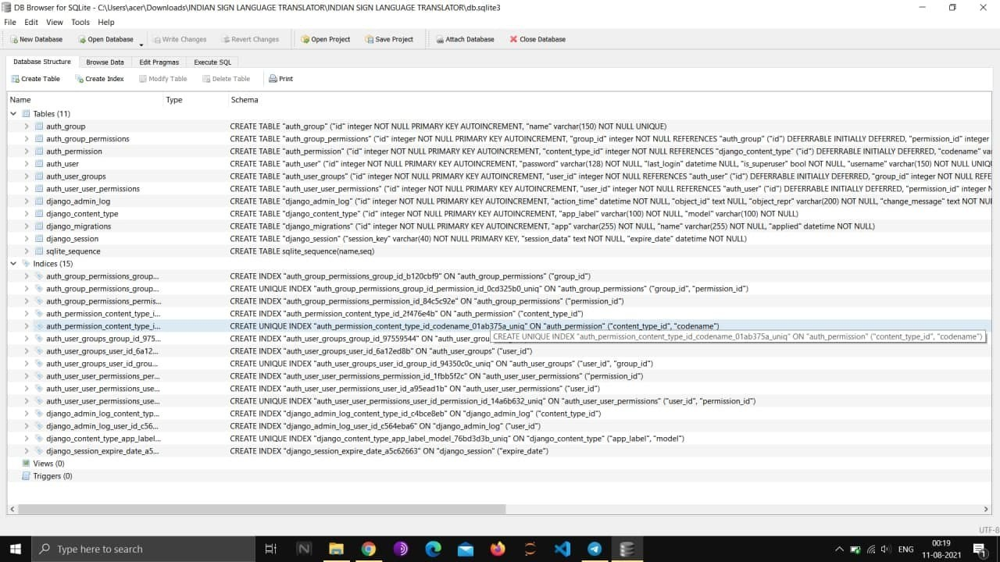 DB Browser for SQLite - C:\Users\acer\Downloads\INDIAN SIGN LANGUAGE TRANSLATOR\INDIAN SIGN LANGUAGE TRANSLATOR\db.sqlite3
File Edit View Tools Help
New Database Open Database Write Changes Revert Changes Open Project Save Project Attach Database Close Database
Database Structure Browse Data Edit Pragmas Execute SQL
Create Table Create Index Modify Table Delete Table Print
Name Type Schema
Tables (11)
auth_group CREATE TABLE "auth_group" ("id" integer NOT NULL PRIMARY KEY AUTOINCREMENT, "name" varchar(150) NOT NULL UNIQUE)
auth_group_permissions CREATE TABLE "auth_group_permissions" ("id" integer NOT NULL PRIMARY KEY AUTOINCREMENT, "group_id" integer NOT NULL REFERENCES "auth_group" ("id") DEFERRABLE INITIALLY DEFERRED, "permission_id" integer
auth_permission CREATE TABLE "auth_permission" ("id" integer NOT NULL PRIMARY KEY AUTOINCREMENT, "content_type_id" integer NOT NULL REFERENCES "django_content_type" ("id") DEFERRABLE INITIALLY DEFERRED, "codename" va
auth_user CREATE TABLE "auth_user" ("id" integer NOT NULL PRIMARY KEY AUTOINCREMENT, "password" varchar(128) NOT NULL, "last_login" datetime NULL, "is_superuser" bool NOT NULL, "username" varchar(150) NOT NULL UNIQU
auth_user_groups CREATE TABLE "auth_user_groups" ("id" integer NOT NULL PRIMARY KEY AUTOINCREMENT, "user_id" integer NOT NULL REFERENCES "auth_user" ("id") DEFERRABLE INITIALLY DEFERRED, "group_id" integer NOT NULL REFE
auth_user_user_permissions CREATE TABLE "auth_user_user_permissions" ("id" integer NOT NULL PRIMARY KEY AUTOINCREMENT, "user_id" integer NOT NULL REFERENCES "auth_user" ("id") DEFERRABLE INITIALLY DEFERRED, "permission_id" integer N
django_admin_log CREATE TABLE "django_admin_log" ("id" integer NOT NULL PRIMARY KEY AUTOINCREMENT, "action_time" datetime NOT NULL, "object_id" text NULL, "object_repr" varchar(200) NOT NULL, "change_message" text NOT NUL
django_content_type CREATE TABLE "django_content_type" ("id" integer NOT NULL PRIMARY KEY AUTOINCREMENT, "app_label" varchar(100) NOT NULL, "model" varchar(100) NOT NULL)
django_migrations CREATE TABLE "django_migrations" ("id" integer NOT NULL PRIMARY KEY AUTOINCREMENT, "app" varchar(255) NOT NULL, "name" varchar(255) NOT NULL, "applied" datetime NOT NULL)
django_session CREATE TABLE "django_session" ("session_key" varchar(40) NOT NULL PRIMARY KEY, "session_data" text NOT NULL, "expire_date" datetime NOT NULL)
sqlite_sequence CREATE TABLE sqlite_sequence(name,seq)
Indices (15)
auth_group_permissions_group... CREATE INDEX "auth_group_permissions_group_id_b120cbf9" ON "auth_group_permissions" ("group_id")
auth_group_permissions_group... CREATE UNIQUE INDEX "auth_group_permissions_group_id_permission_id_0cd325b0_uniq" ON "auth_group_permissions" ("group_id", "permission_id")
auth_group_permissions_permis... CREATE INDEX "auth_group_permissions_permission_id_84c5c92e" ON "auth_group_permissions" ("permission_id")
auth_permission_content_type_i... CREATE INDEX "auth_permission_content_type_id_2f476e4b" ON "auth_permission" ("content_type_id")
auth_permission_content_type_i... CREATE UNIQUE INDEX "auth_permission_content_type_id_codename_01ab375a_uniq" ON "auth_permission" ("content_type_id", "codename")
CREATE UNIQUE INDEX "auth_permission_content_type_id_codename_01ab375a_uniq" ON "auth_permission" ("content_type_id", "codename")
auth_user_groups_group_id_975... CREATE INDEX "auth_user_groups_group_id_97559544" ON "auth_user_grou
auth_user_groups_user_id_6a12... CREATE INDEX "auth_user_groups_user_id_6a12ed8b" ON "auth_user_groups" ("user_id")
auth_user_groups_user_id_grou... CREATE UNIQUE INDEX "auth_user_groups_user_id_group_id_94350c0c_uniq" ON "auth_user_groups" ("user_id", "group_id")
auth_user_user_permissions_per... CREATE INDEX "auth_user_user_permissions_permission_id_1fbb5f2c" ON "auth_user_user_permissions" ("permission_id")
auth_user_user_permissions_use... CREATE INDEX "auth_user_user_permissions_user_id_a95ead1b" ON "auth_user_user_permissions" ("user_id")
auth_user_user_permissions_use... CREATE UNIQUE INDEX "auth_user_user_permissions_user_id_permission_id_14a6b632_uniq" ON "auth_user_user_permissions" ("user_id", "permission_id")
django_admin_log_content_typ... CREATE INDEX "django_admin_log_content_type_id_c4bce8eb" ON "django_admin_log" ("content_type_id")
django_admin_log_user_id_c56... CREATE INDEX "django_admin_log_user_id_c564eba6" ON "django_admin_log" ("user_id")
django_content_type_app_label... CREATE UNIQUE INDEX "django_content_type_app_label_model_76bd3d3b_uniq" ON "django_content_type" ("app_label", "model")
django_session_expire_date_a5... CREATE INDEX "django_session_expire_date_a5c62663" ON "django_session" ("expire_date")
Views (0)
Triggers (0)
UTF-8
Type here to search
ENG
00:19
11-08-2021
1